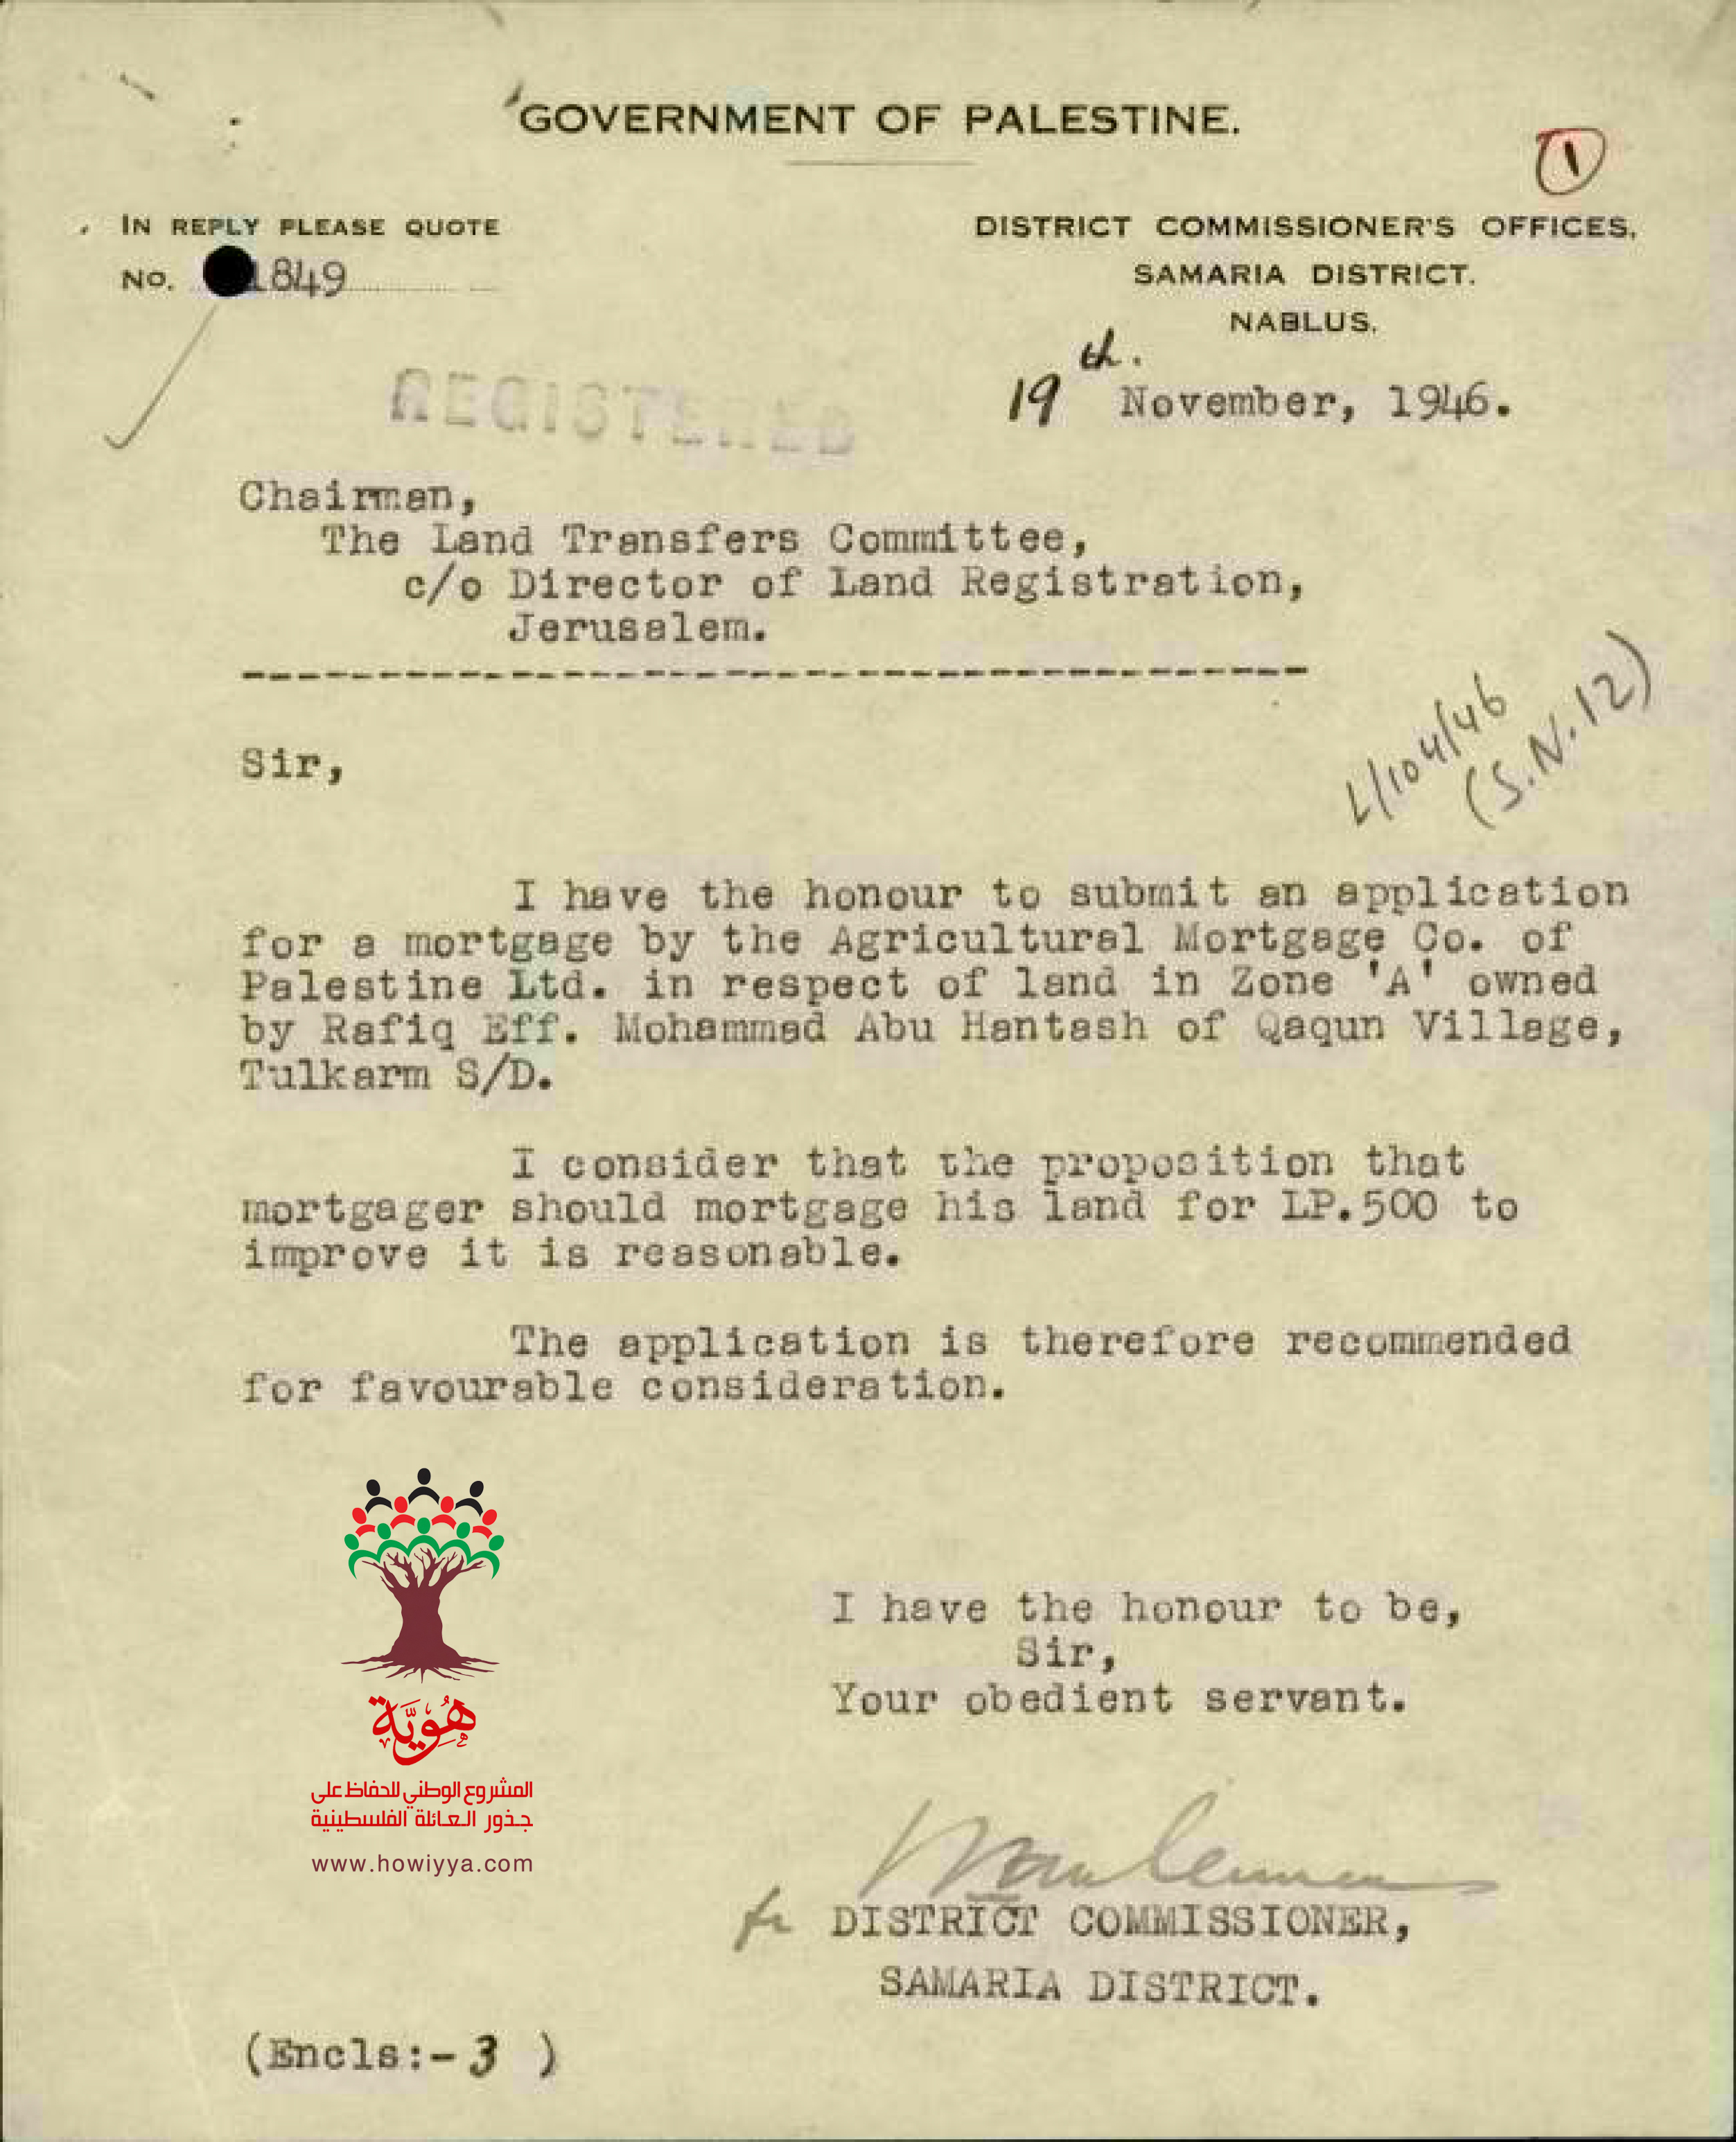 GOVERNMENT OF PALESTINE.
1
IN REPLY PLEASE QUOTE
No. 1849
DISTRICT COMMISSIONER'S OFFICES,
SAMARIA DISTRICT.
NABLUS.
19th. November, 1946.
REGISTERED
Chairman,
The Land Transfers Committee,
c/o Director of Land Registration,
Jerusalem.
L/104/46
(S.N.12)
Sir,
I have the honour to submit an application
for a mortgage by the Agricultural Mortgage Co. of
Palestine Ltd. in respect of land in Zone 'A' owned
by Rafiq Eff. Mohammad Abu Hantash of Qaqun Village,
Tulkarm S/D.
I consider that the proposition that
mortgager should mortgage his land for LP.500 to
improve it is reasonable.
The application is therefore recommended
for favourable consideration.
هُوِيَّة
المشروع الوطني للحفاظ على
جذور العائلة الفلسطينية
www.howiyya.com
I have the honour to be,
Sir,
Your obedient servant.
fr DISTRICT COMMISSIONER,
SAMARIA DISTRICT.
(Encls:-3 )